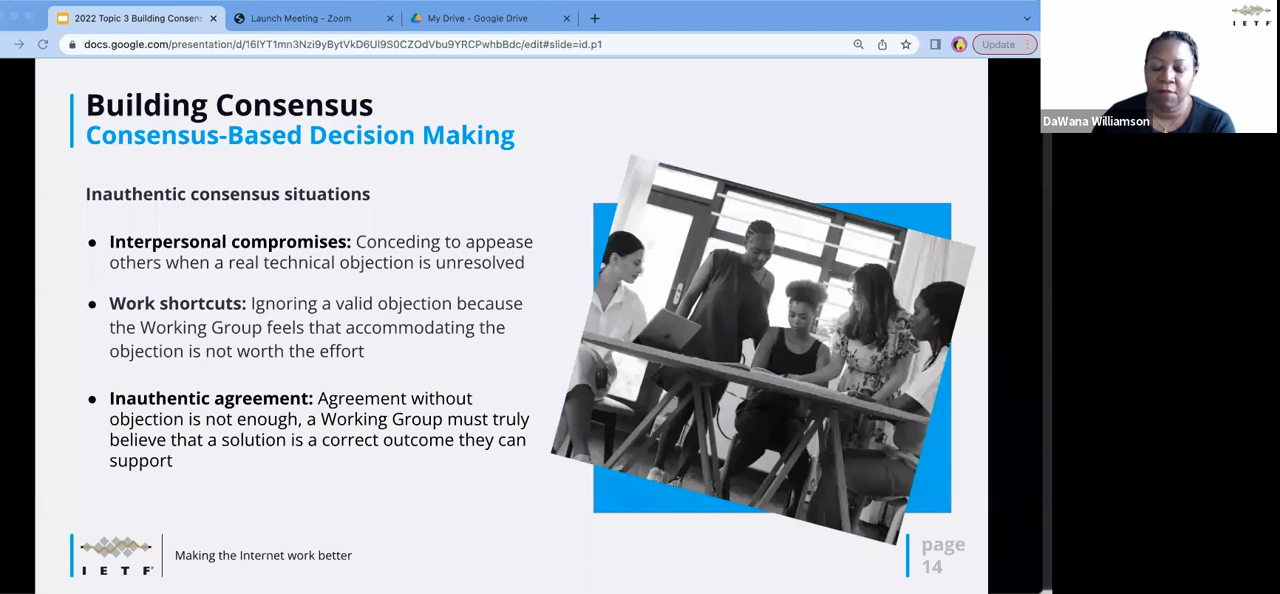 2022 Topic 3 Building Consens
Launch Meeting - Zoom
My Drive - Google Drive
docs.google.com/presentation/d/16lYT1mn3Nzi9yBytVkD6Ul9S0CZOdVbu9YRCPwhbBdc/edit#slide=id.p1
Update
I E T F
DaWana Williamson
Building Consensus
Consensus-Based Decision Making
Inauthentic consensus situations
● Interpersonal compromises: Conceding to appease
others when a real technical objection is unresolved
● Work shortcuts: Ignoring a valid objection because
the Working Group feels that accommodating the
objection is not worth the effort
● Inauthentic agreement: Agreement without
objection is not enough, a Working Group must truly
believe that a solution is a correct outcome they can
support
I E T F
Making the Internet work better
page
14